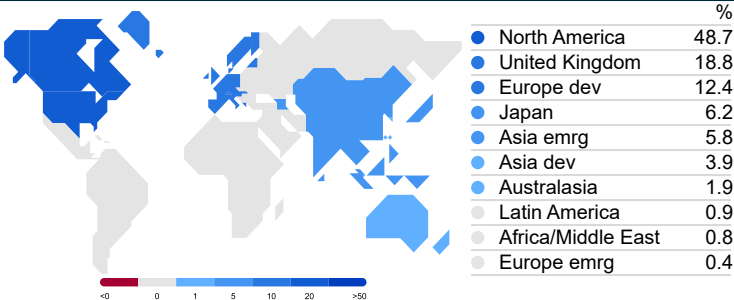 %
North America 48.7
United Kingdom 18.8
Europe dev 12.4
Japan 6.2
Asia emrg 5.8
Asia dev 3.9
Australasia 1.9
Latin America 0.9
Africa/Middle East 0.8
Europe emrg 0.4
<0 0 1 5 10 20 >50